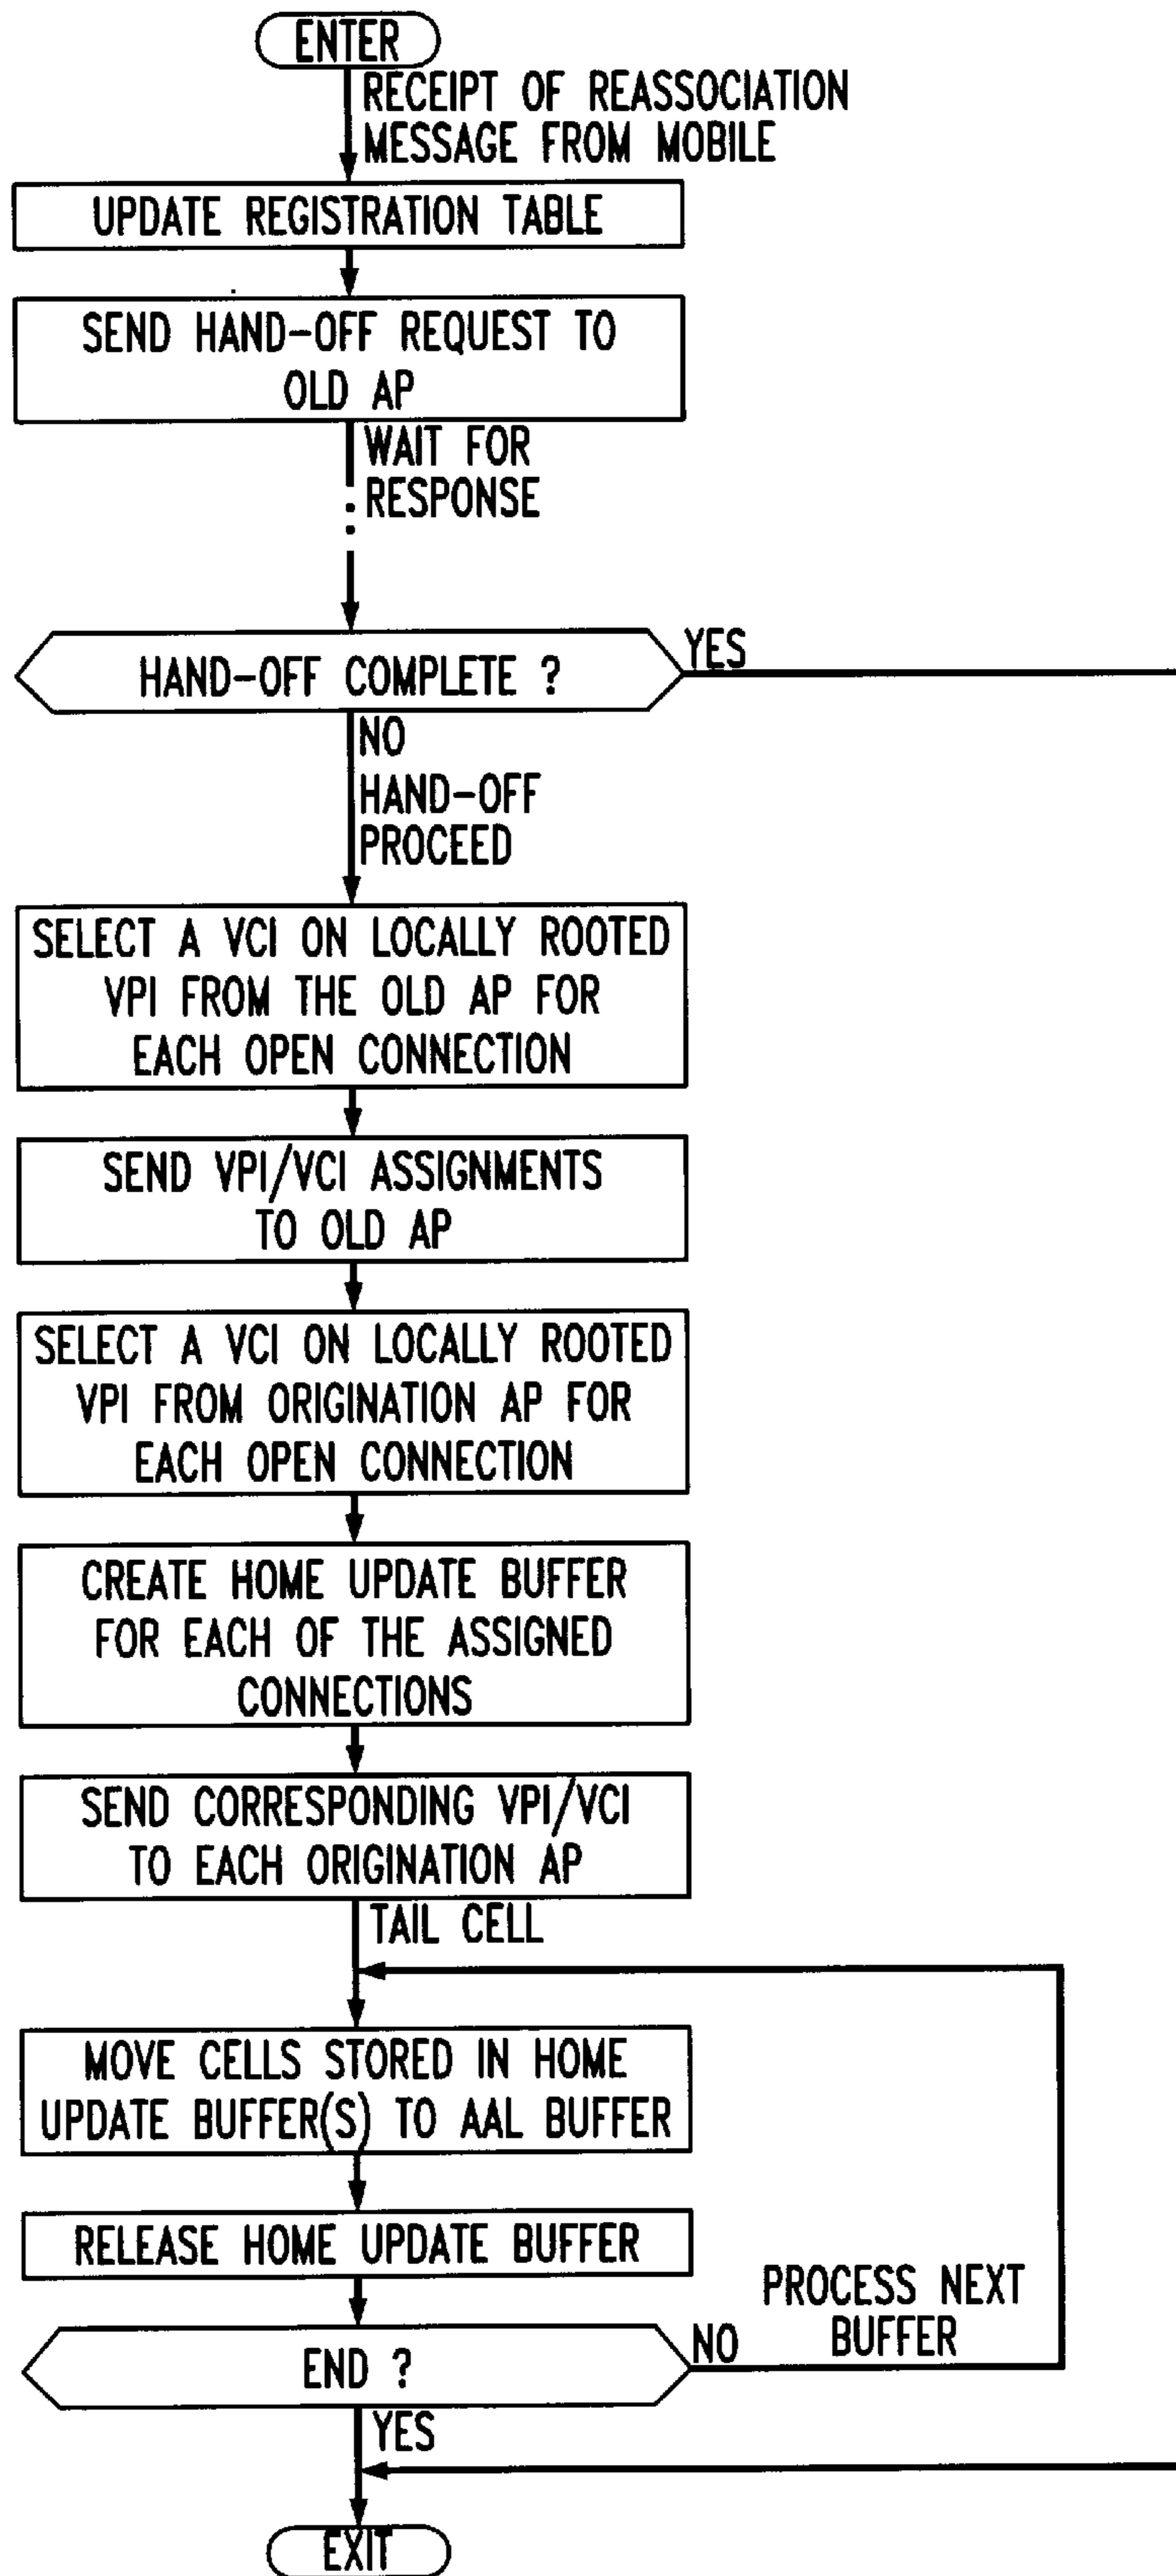 ENTER
RECEIPT OF REASSOCIATION
MESSAGE FROM MOBILE
UPDATE REGISTRATION TABLE
SEND HAND-OFF REQUEST TO
OLD AP
WAIT FOR
RESPONSE
HAND-OFF COMPLETE ?
YES
NO
HAND-OFF
PROCEED
SELECT A VCI ON LOCALLY ROOTED
VPI FROM THE OLD AP FOR
EACH OPEN CONNECTION
SEND VPI/VCI ASSIGNMENTS
TO OLD AP
SELECT A VCI ON LOCALLY ROOTED
VPI FROM ORIGINATION AP FOR
EACH OPEN CONNECTION
CREATE HOME UPDATE BUFFER
FOR EACH OF THE ASSIGNED
CONNECTIONS
SEND CORRESPONDING VPI/VCI
TO EACH ORIGINATION AP
TAIL CELL
MOVE CELLS STORED IN HOME
UPDATE BUFFER(S) TO AAL BUFFER
RELEASE HOME UPDATE BUFFER
PROCESS NEXT
BUFFER
END ?
NO
YES
EXIT